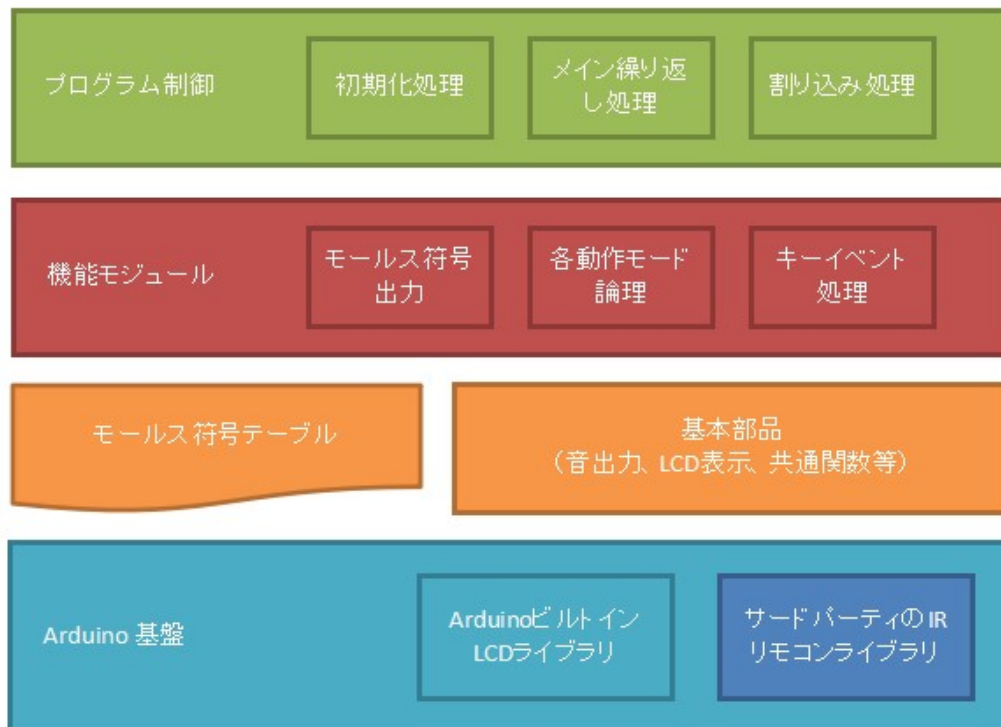 プログラム制御
初期化処理
メイン繰り返
し処理
割り込み処理
機能モジュール
モールス符号
出力
各動作モード
論理
キーイベント
処理
モールス符号テーブル
基本部品
（音出力、LCD表示、共通関数等）
Arduino 基盤
Arduinoビルトイン
LCDライブラリ
サードパーティのIR
リモコンライブラリ